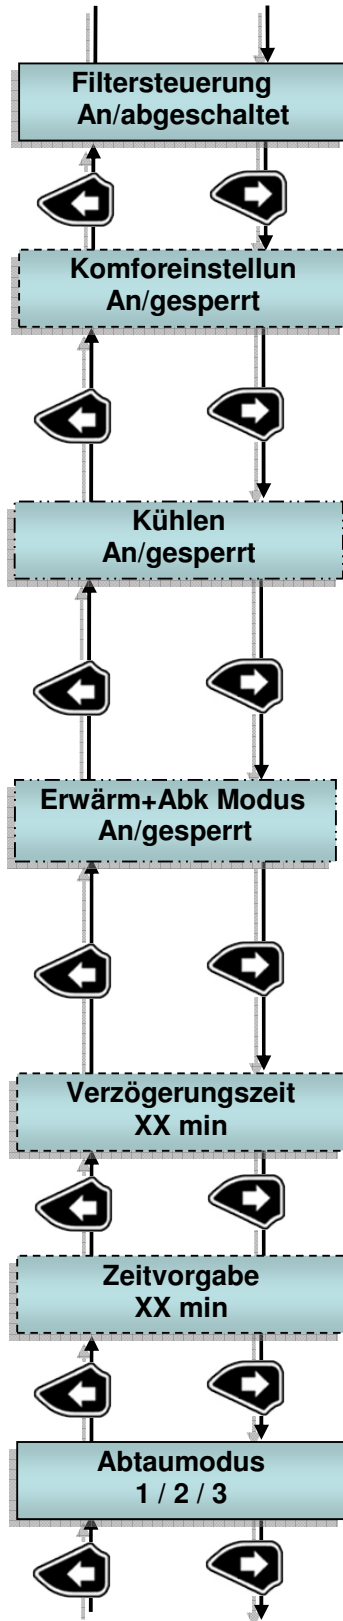 Filtersteuerung
An/abgeschaltet
Komforeinstellun
An/gesperrt
Kühlen
An/gesperrt
Erwärm+Abk Modus
An/gesperrt
Verzögerungszeit
XX min
Zeitvorgabe
XX min
Abtaumodus
1 / 2 / 3